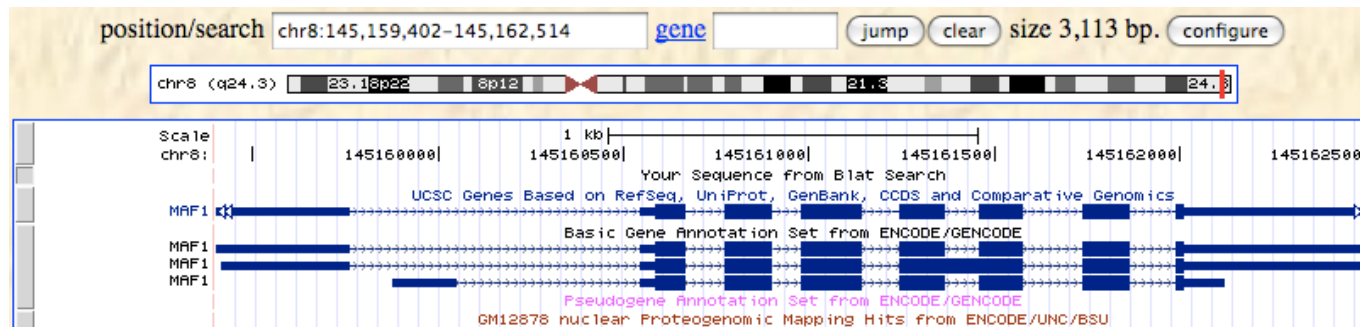 position/search chr8:145,159,402-145,162,514 gene jump clear size 3,113 bp. configure
chr8 (q24.3) 23.1 8p22 8p12 21.3 24.3
Scale 1 kb
chr8: 145160000 145160500 145161000 145161500 145162000 145162500
Your Sequence from Blat Search
UCSC Genes Based on RefSeq, UniProt, GenBank, CCDS and Comparative Genomics
MAF1
Basic Gene Annotation Set from ENCODE/GENCODE
MAF1
MAF1
MAF1
Pseudogene Annotation Set from ENCODE/GENCODE
GM12878 nuclear Proteogenomic Mapping Hits from ENCODE/UNC/BSU